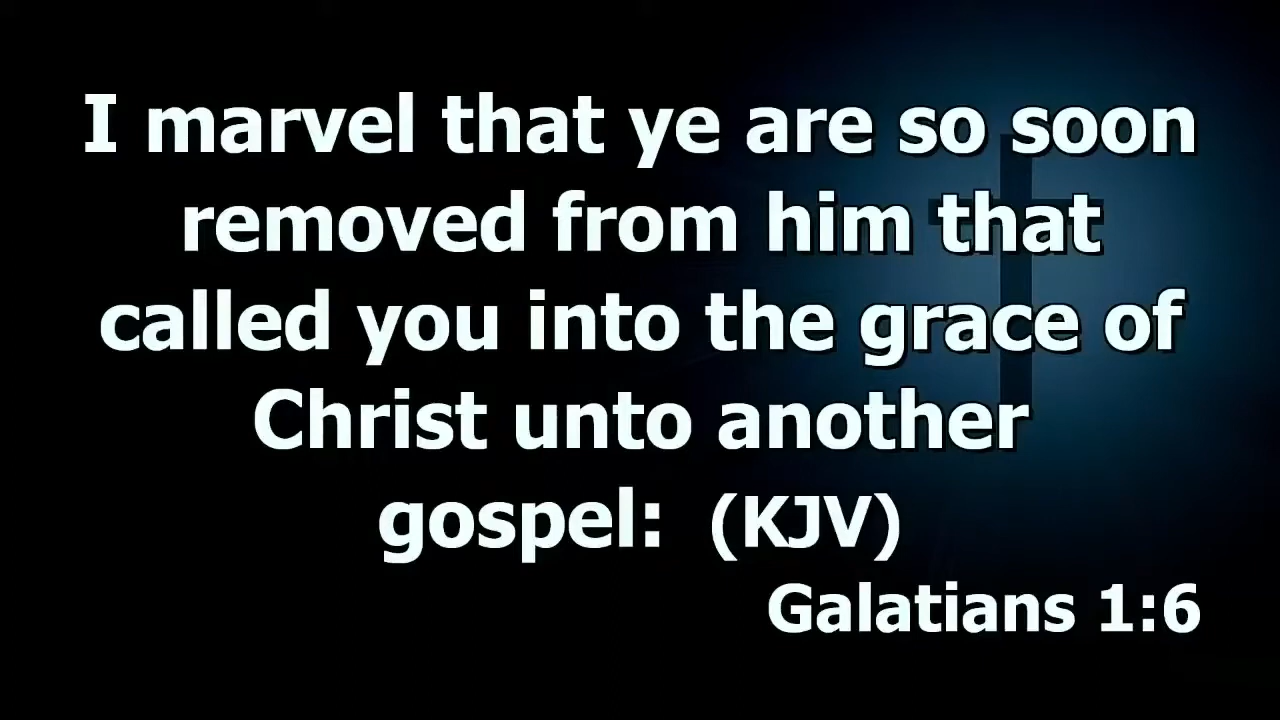 I marvel that ye are so soon
removed from him that
called you into the grace of
Christ unto another
gospel: (KJV)
Galatians 1:6